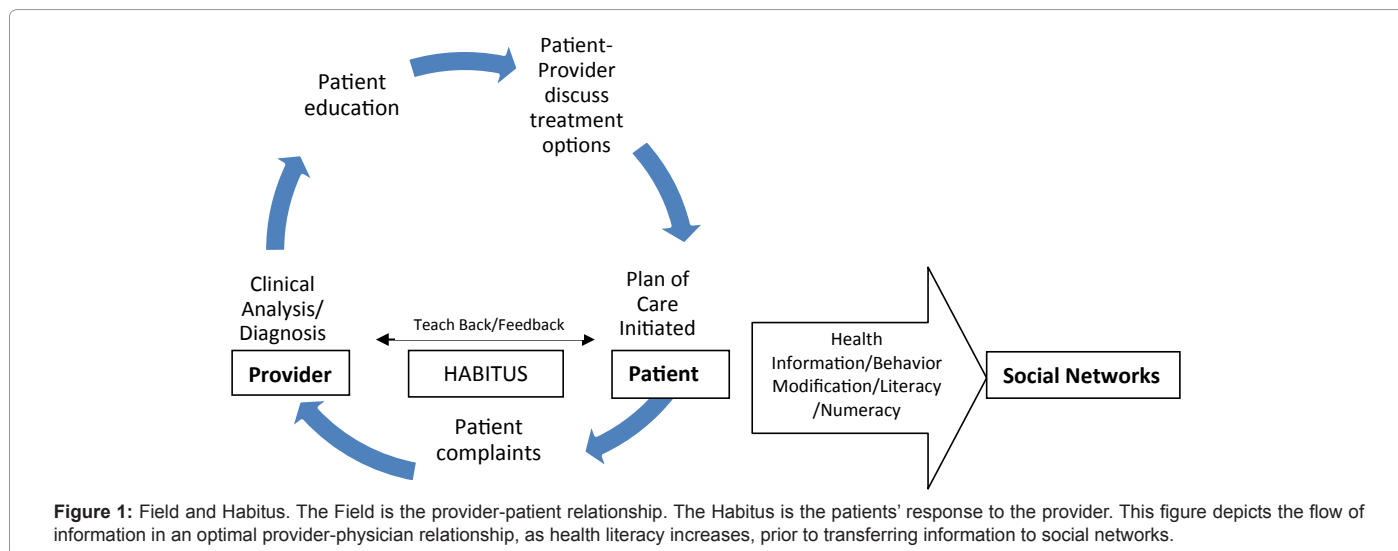 Patient
education
Patient-
Provider
discuss
treatment
options
Clinical
Analysis/
Diagnosis
Provider
Teach Back/Feedback
HABITUS
Plan of
Care
Initiated
Patient
Patient
complaints
Health
Information/Behavior
Modification/Literacy
/Numeracy
Social Networks
Figure 1: Field and Habitus. The Field is the provider-patient relationship. The Habitus is the patients' response to the provider. This figure depicts the flow of
information in an optimal provider-physician relationship, as health literacy increases, prior to transferring information to social networks.